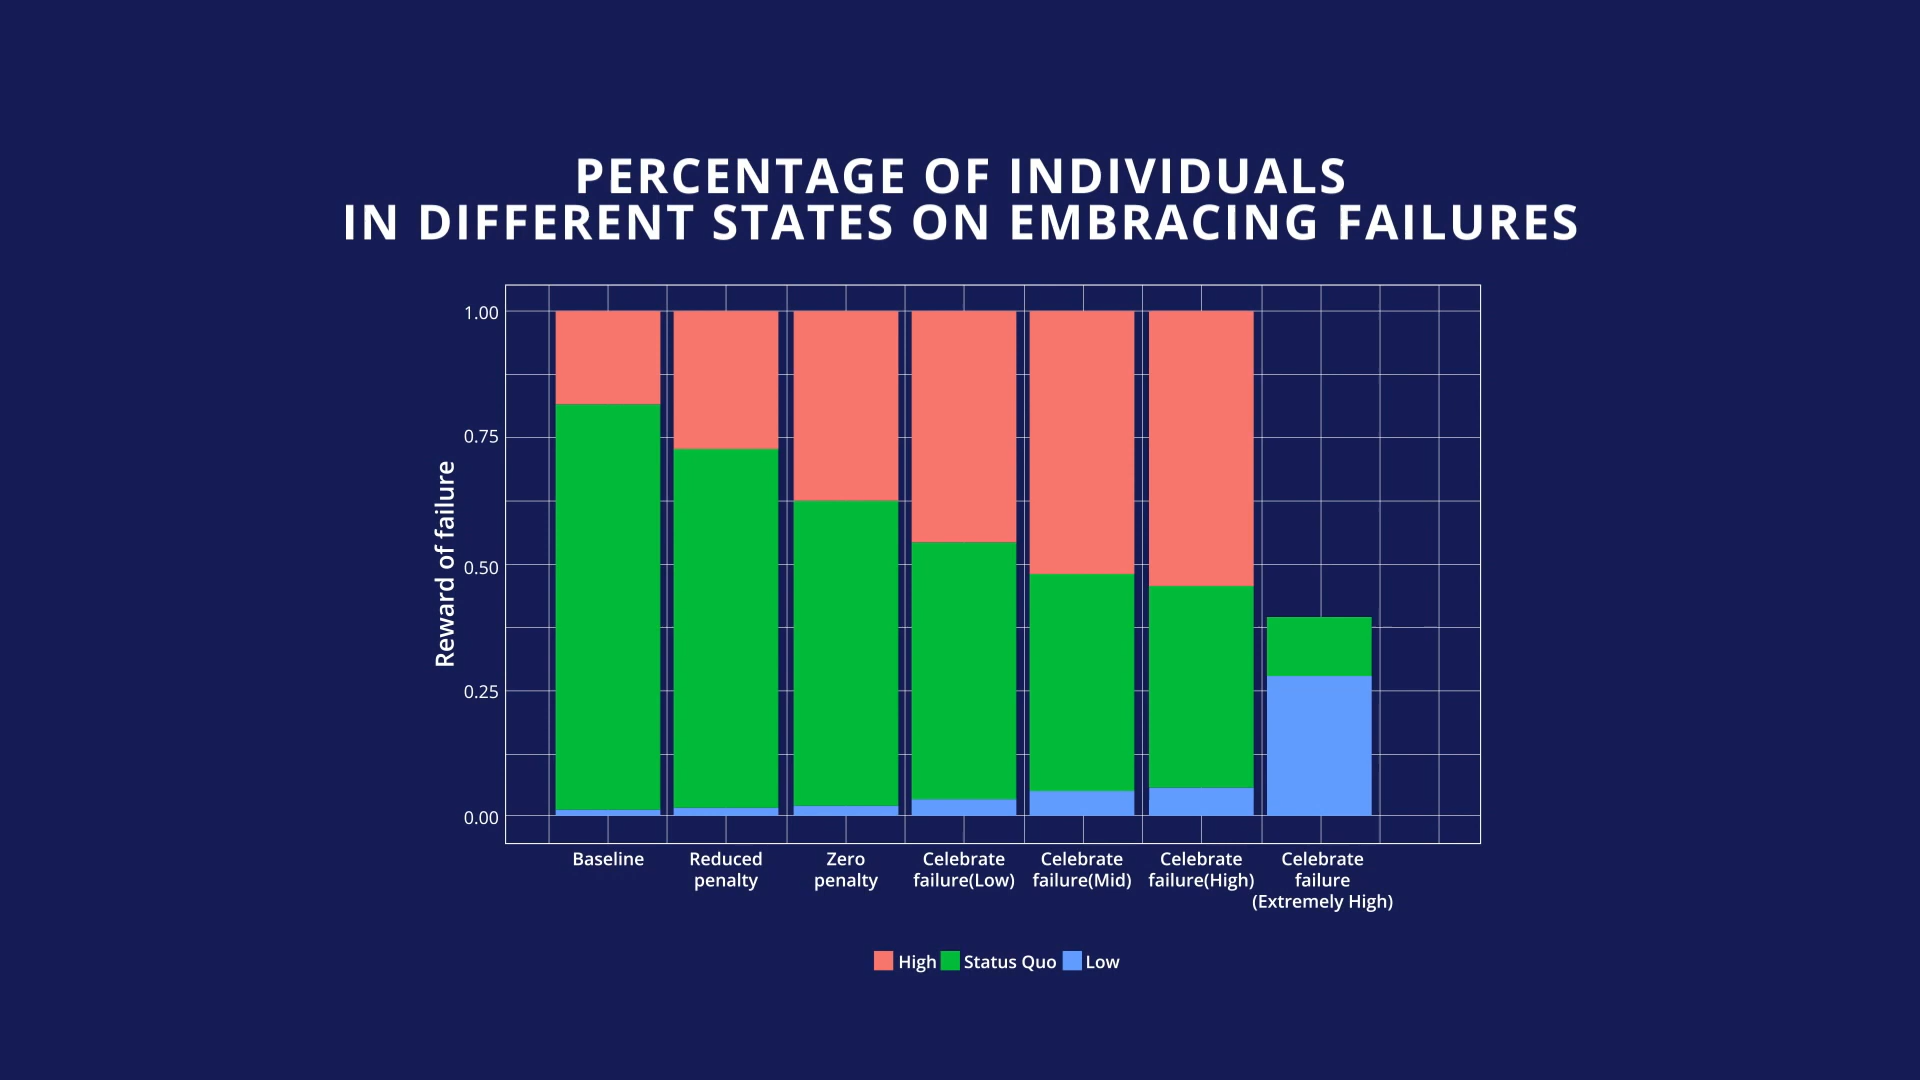 PERCENTAGE OF INDIVIDUALS
IN DIFFERENT STATES ON EMBRACING FAILURES
Reward of failure
1.00
0.75
0.50
0.25
0.00
Baseline
Reduced
penalty
Zero
penalty
Celebrate
failure(Low)
Celebrate
failure(Mid)
Celebrate
failure(High)
Celebrate
failure
(Extremely High)
High
Status Quo
Low